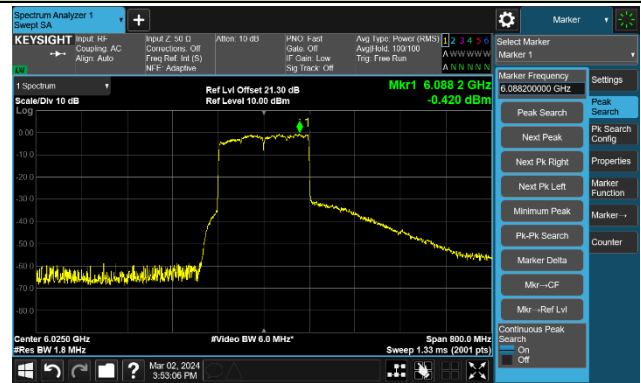 Spectrum Analyzer 1
Swept SA
Marker
KEYSIGHT
Input: RF
Coupling: AC
Align: Auto
Input Z: 50 Ω
Corrections: Off
Freq Ref: Int (S)
NFE: Adaptive
Atten: 10 dB
PNO: Fast
Gate: Off
IF Gain: Low
Sig Track: Off
Avg Type: Power (RMS)
Avg|Hold: 100/100
Trig: Free Run
1 2 3 4 5 6
A W W W W W
A N N N N N
LM
Select Marker
Marker 1
1 Spectrum
Scale/Div 10 dB
Log
Ref Lvl Offset 21.30 dB
Ref Level 10.00 dBm
Mkr1 6.088 2 GHz
-0.420 dBm
1
0.00
-10.0
-20.0
-30.0
-40.0
-50.0
-60.0
-70.0
-80.0
Center 6.0250 GHz
#Res BW 1.8 MHz
#Video BW 6.0 MHz*
Span 800.0 MHz
Sweep 1.33 ms (2001 pts)
Marker Frequency
6.088200000 GHz
Peak Search
Next Peak
Next Pk Right
Next Pk Left
Minimum Peak
Pk-Pk Search
Marker Delta
Mkr→CF
Mkr→Ref Lvl
Continuous Peak
Search
On
Off
Settings
Peak
Search
Pk Search
Config
Properties
Marker
Function
Marker→
Counter
?
Mar 02, 2024
3:53:06 PM